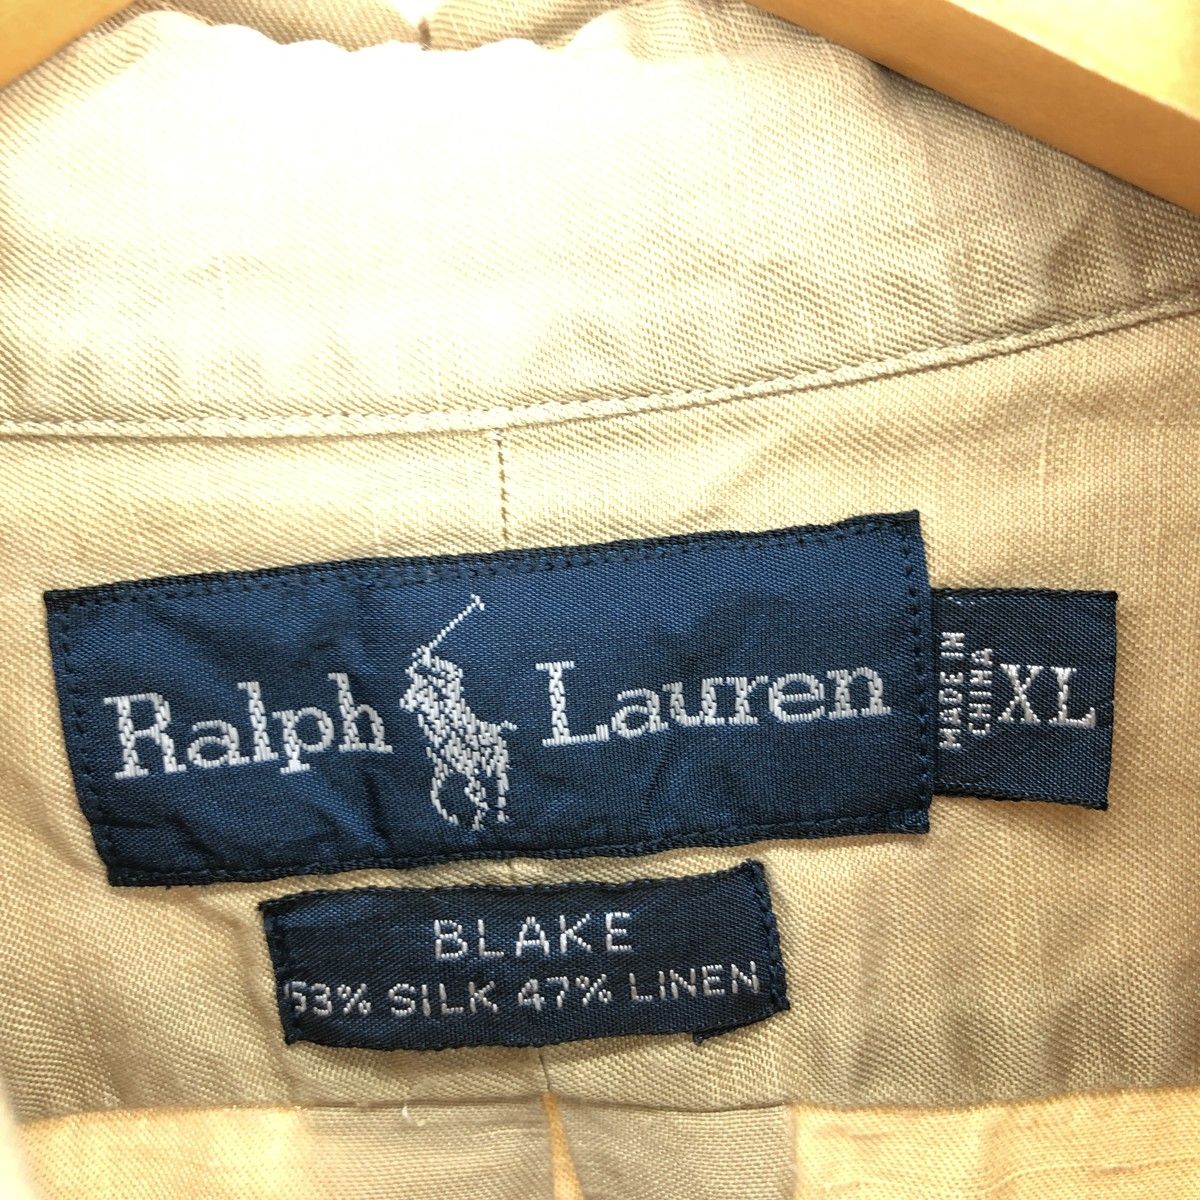 Ralph Lauren
MADE IN
CHINA
XL
BLAKE
53% SILK 47% LINEN